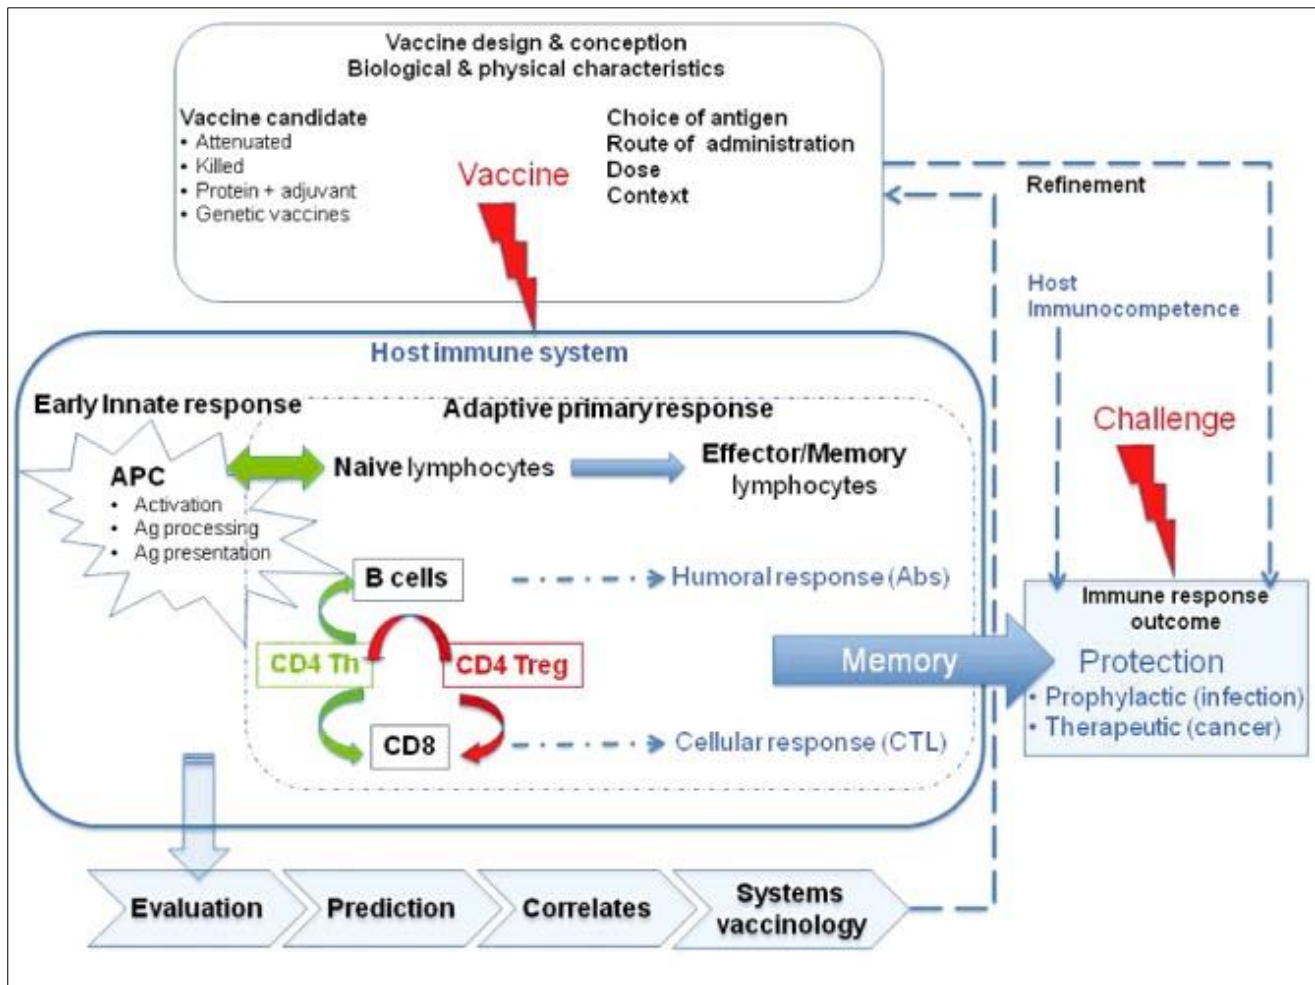 Vaccine design & conception
Biological & physical characteristics
Vaccine candidate
• Attenuated
• Killed
• Protein + adjuvant
• Genetic vaccines
Vaccine
Choice of antigen
Route of administration
Dose
Context
Refinement
Host
Immunocompetence
Host immune system
Early Innate response
Adaptive primary response
Challenge
APC
• Activation
• Ag processing
• Ag presentation
Naive lymphocytes
Effector/Memory
lymphocytes
B cells
Humoral response (Abs)
CD4 Th
CD4 Treg
Memory
CD8
Cellular response (CTL)
Immune response
outcome
Protection
• Prophylactic (infection)
• Therapeutic (cancer)
Evaluation
Prediction
Correlates
Systems
vaccinology